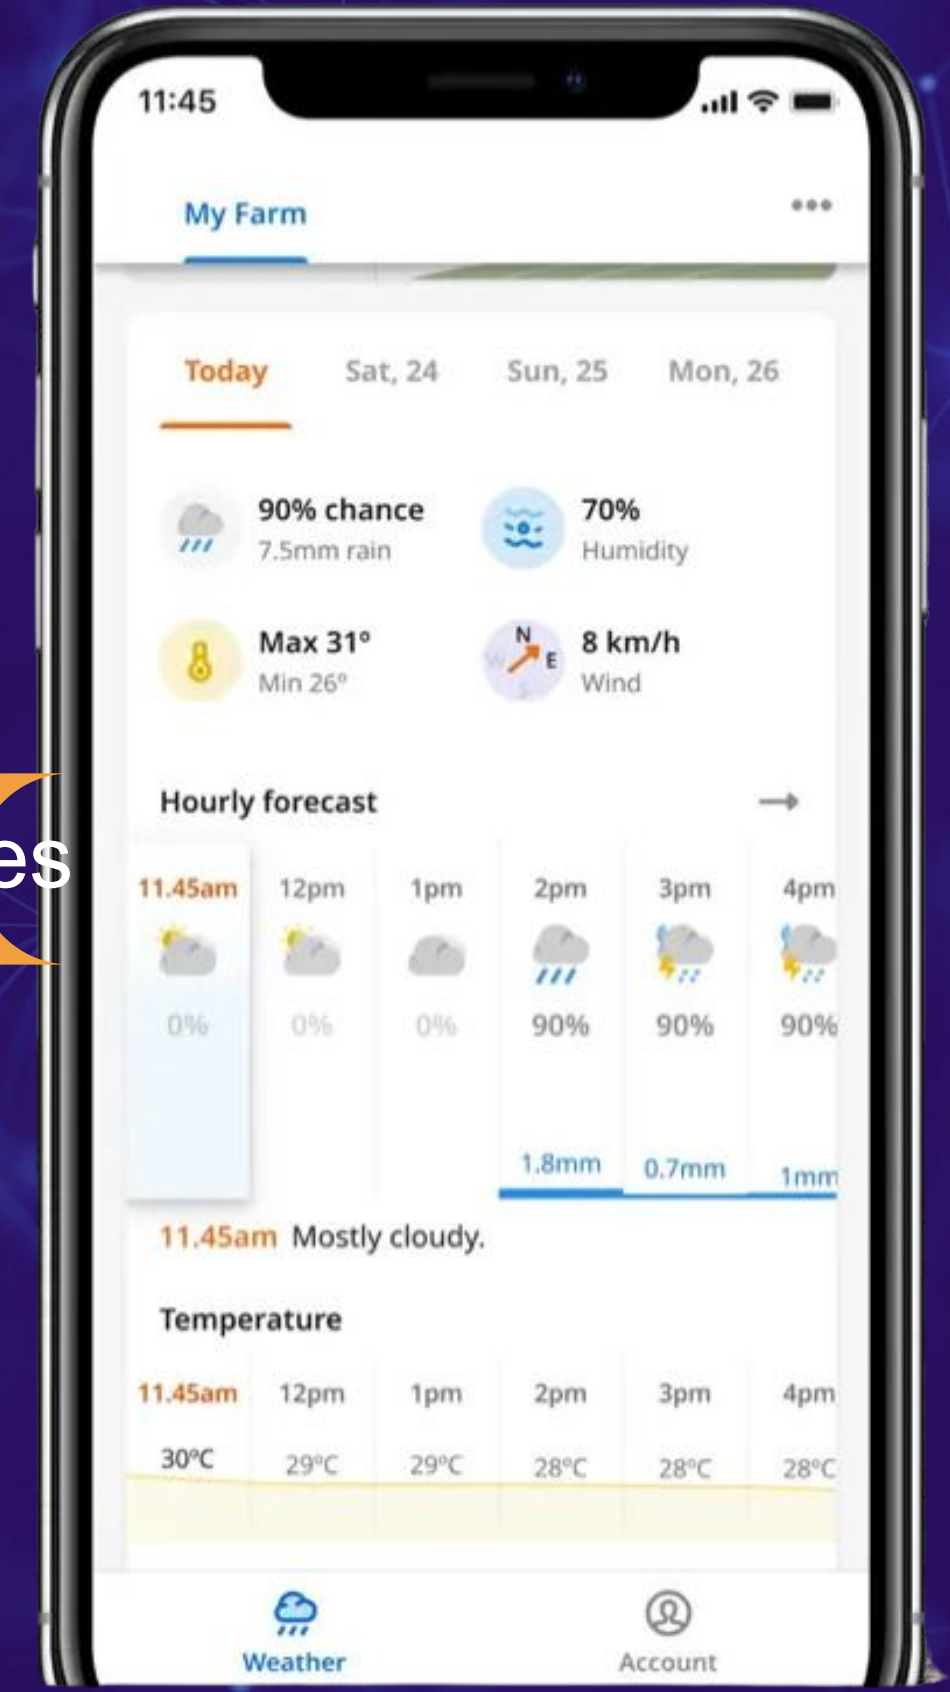 11:45
My Farm
Today Sat, 24 Sun, 25 Mon, 26
90% chance 70%
7.5mm rain Humidity
N
W E
S
Max 31° 8 km/h
Min 26° Wind
Hourly forecast
es
11.45am 12pm 1pm 2pm 3pm 4pm
0% 0% 0% 90% 90% 90%
1.8mm 0.7mm 1mm
11.45am Mostly cloudy.
Temperature
11.45am 12pm 1pm 2pm 3pm 4pm
30°C 29°C 29°C 28°C 28°C 28°C
Weather Account